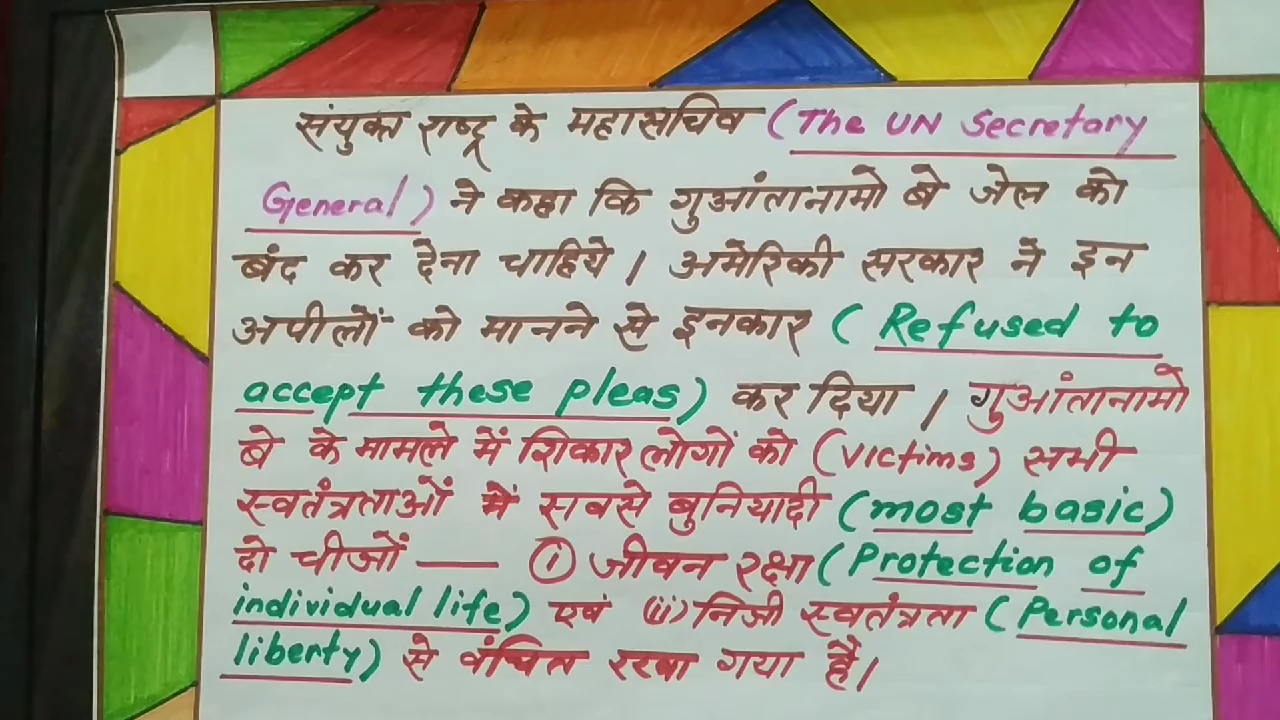 संयुक्त राष्ट्र के महासचिव (The UN Secretary
General) ने कहा कि गुआंतानामो बे जेल को
बंद कर देना चाहिये। अमेरिकी सरकार ने इन
अपीलों को मानने से इनकार (Refused to
accept these pleas) कर दिया। गुआंतानामो
बे के मामले में शिकार लोगों को (victims) सभी
स्वतंत्रताओं में सबसे बुनियादी (most basic)
दो चीजों — (i) जीवन रक्षा (Protection of
individual life) एवं (ii) निजी स्वतंत्रता (Personal
liberty) से वंचित रखा गया है।